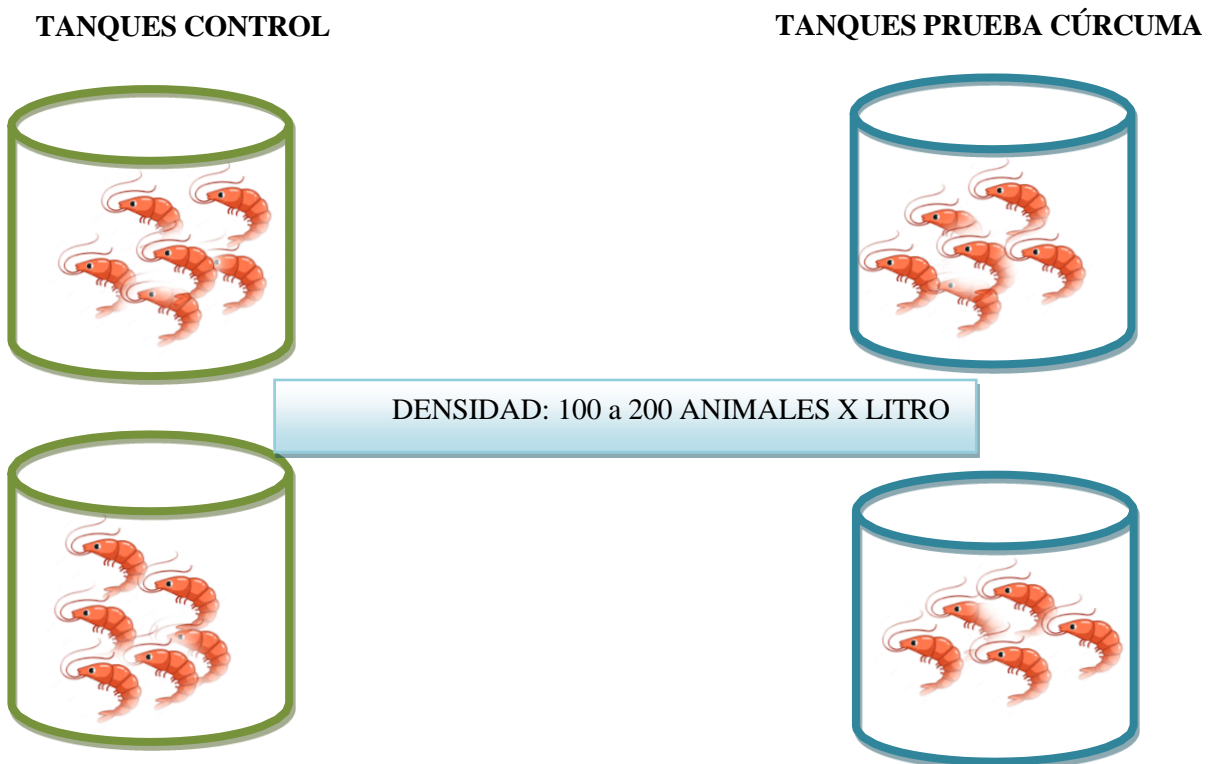 TANQUES CONTROL
TANQUES PRUEBA CÚRCUMA
DENSIDAD: 100 a 200 ANIMALES X LITRO